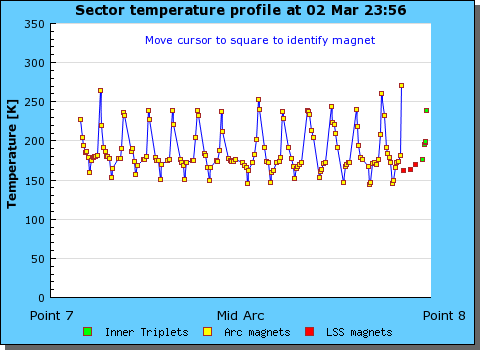 Sector temperature profile at 02 Mar 23:56
Move cursor to square to identify magnet
Temperature [K]
350
300
250
200
150
100
50
0
Point 7 Mid Arc Point 8
Inner Triplets Arc magnets LSS magnets